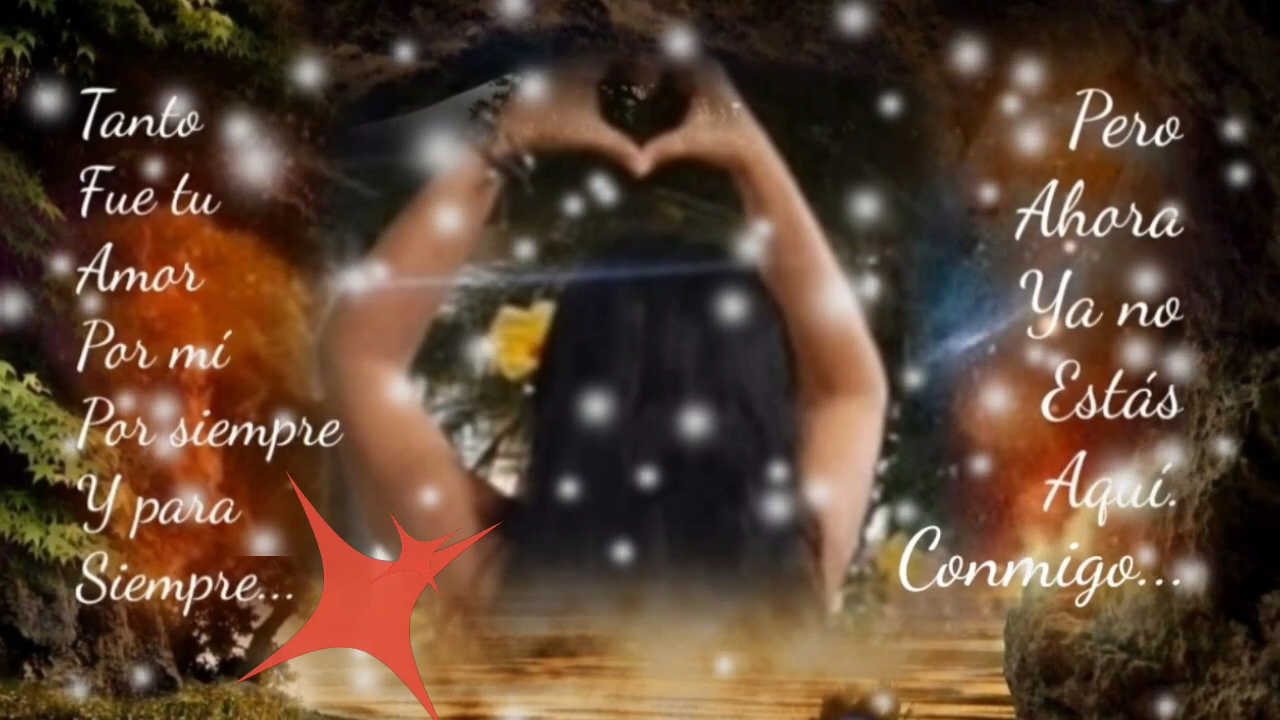 Tanto
Fue tu
Amor
Por mí
Por siempre
Y para
Siempre...
Pero
Ahora
Ya no
Estás
Aquí.
Conmigo...